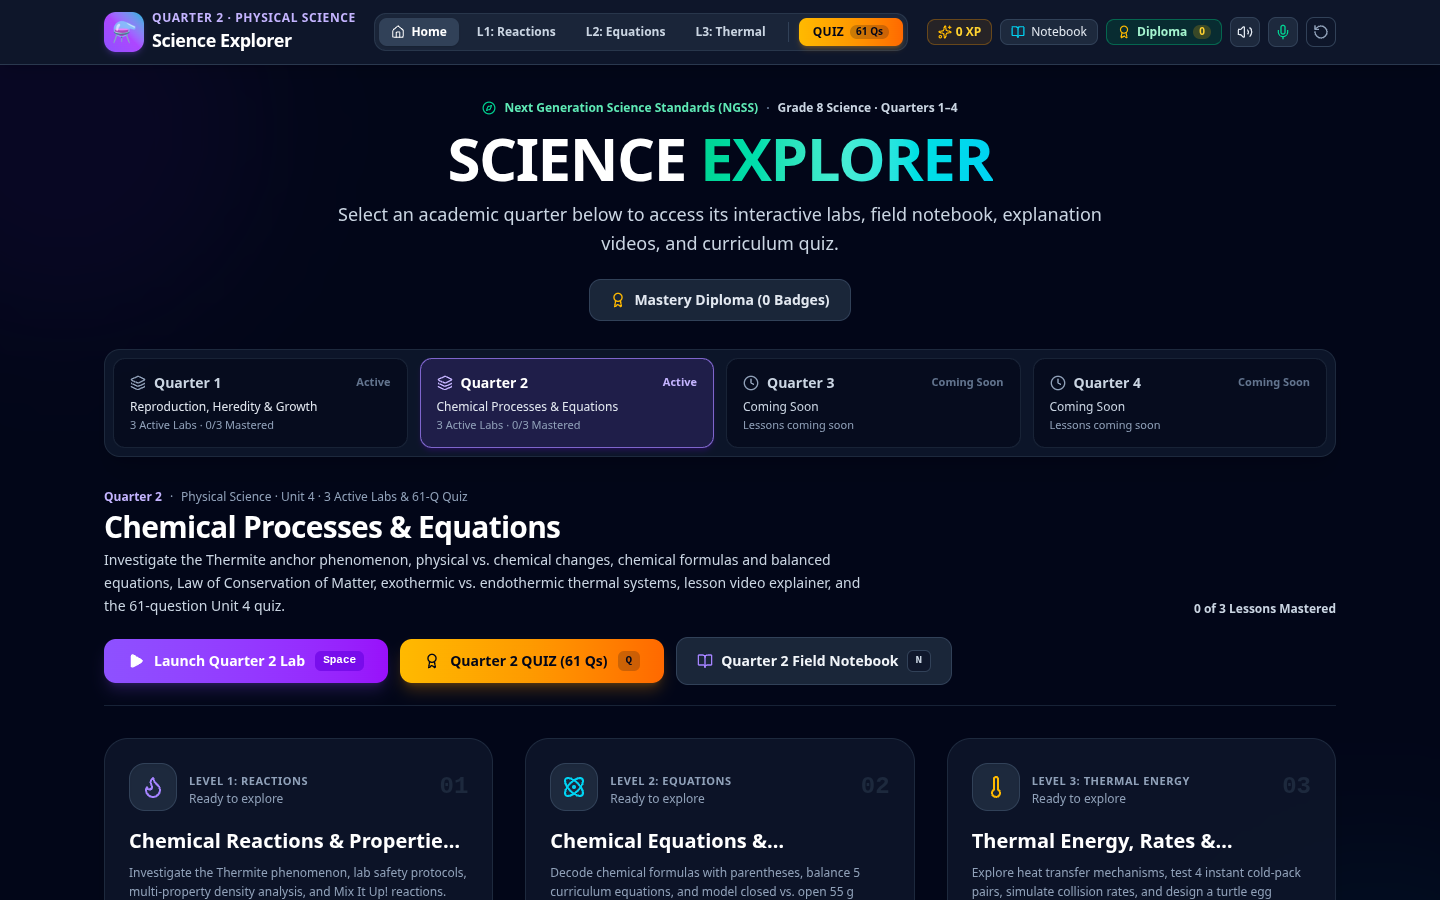 QUARTER 2 · PHYSICAL SCIENCE
Science Explorer
Home
L1: Reactions
L2: Equations
L3: Thermal
QUIZ 61 Qs
0 XP
Notebook
Diploma 0
Next Generation Science Standards (NGSS) · Grade 8 Science · Quarters 1–4
SCIENCE EXPLORER
Select an academic quarter below to access its interactive labs, field notebook, explanation
videos, and curriculum quiz.
Mastery Diploma (0 Badges)
Quarter 1 Active
Reproduction, Heredity & Growth
3 Active Labs · 0/3 Mastered
Quarter 2 Active
Chemical Processes & Equations
3 Active Labs · 0/3 Mastered
Quarter 3 Coming Soon
Coming Soon
Lessons coming soon
Quarter 4 Coming Soon
Coming Soon
Lessons coming soon
Quarter 2 · Physical Science · Unit 4 · 3 Active Labs & 61-Q Quiz
Chemical Processes & Equations
Investigate the Thermite anchor phenomenon, physical vs. chemical changes, chemical formulas and balanced
equations, Law of Conservation of Matter, exothermic vs. endothermic thermal systems, lesson video explainer, and
the 61-question Unit 4 quiz.
0 of 3 Lessons Mastered
Launch Quarter 2 Lab Space
Quarter 2 QUIZ (61 Qs) Q
Quarter 2 Field Notebook N
LEVEL 1: REACTIONS
Ready to explore
01
Chemical Reactions & Propertie...
Investigate the Thermite phenomenon, lab safety protocols,
multi-property density analysis, and Mix It Up! reactions.
LEVEL 2: EQUATIONS
Ready to explore
02
Chemical Equations &...
Decode chemical formulas with parentheses, balance 5
curriculum equations, and model closed vs. open 55 g
LEVEL 3: THERMAL ENERGY
Ready to explore
03
Thermal Energy, Rates &...
Explore heat transfer mechanisms, test 4 instant cold-pack
pairs, simulate collision rates, and design a turtle egg